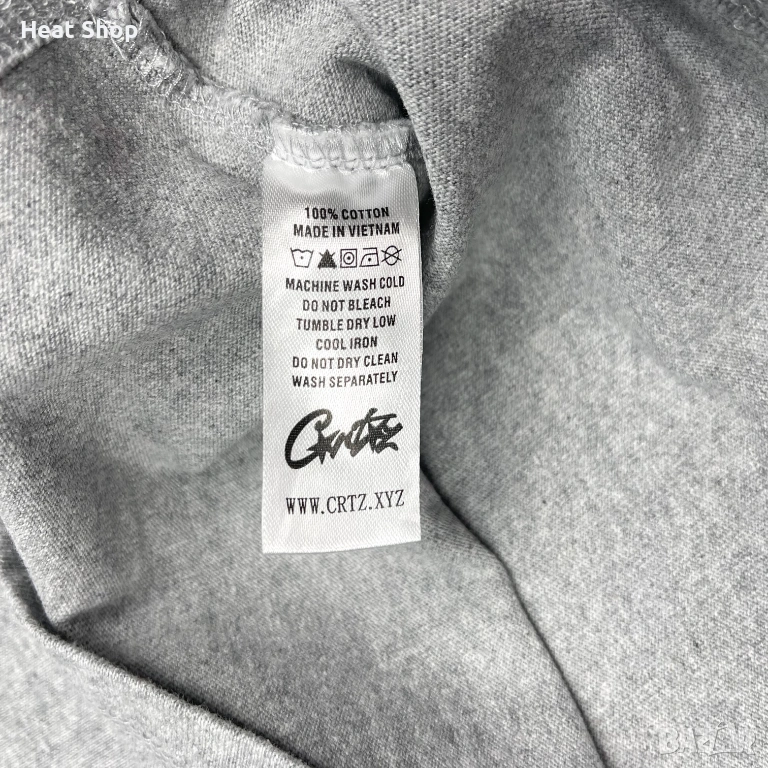 Heat Shop
100% COTTON
MADE IN VIETNAM
MACHINE WASH COLD
DO NOT BLEACH
TUMBLE DRY LOW
COOL IRON
DO NOT DRY CLEAN
WASH SEPARATELY
Crtz
WWW.CRTZ.XYZ